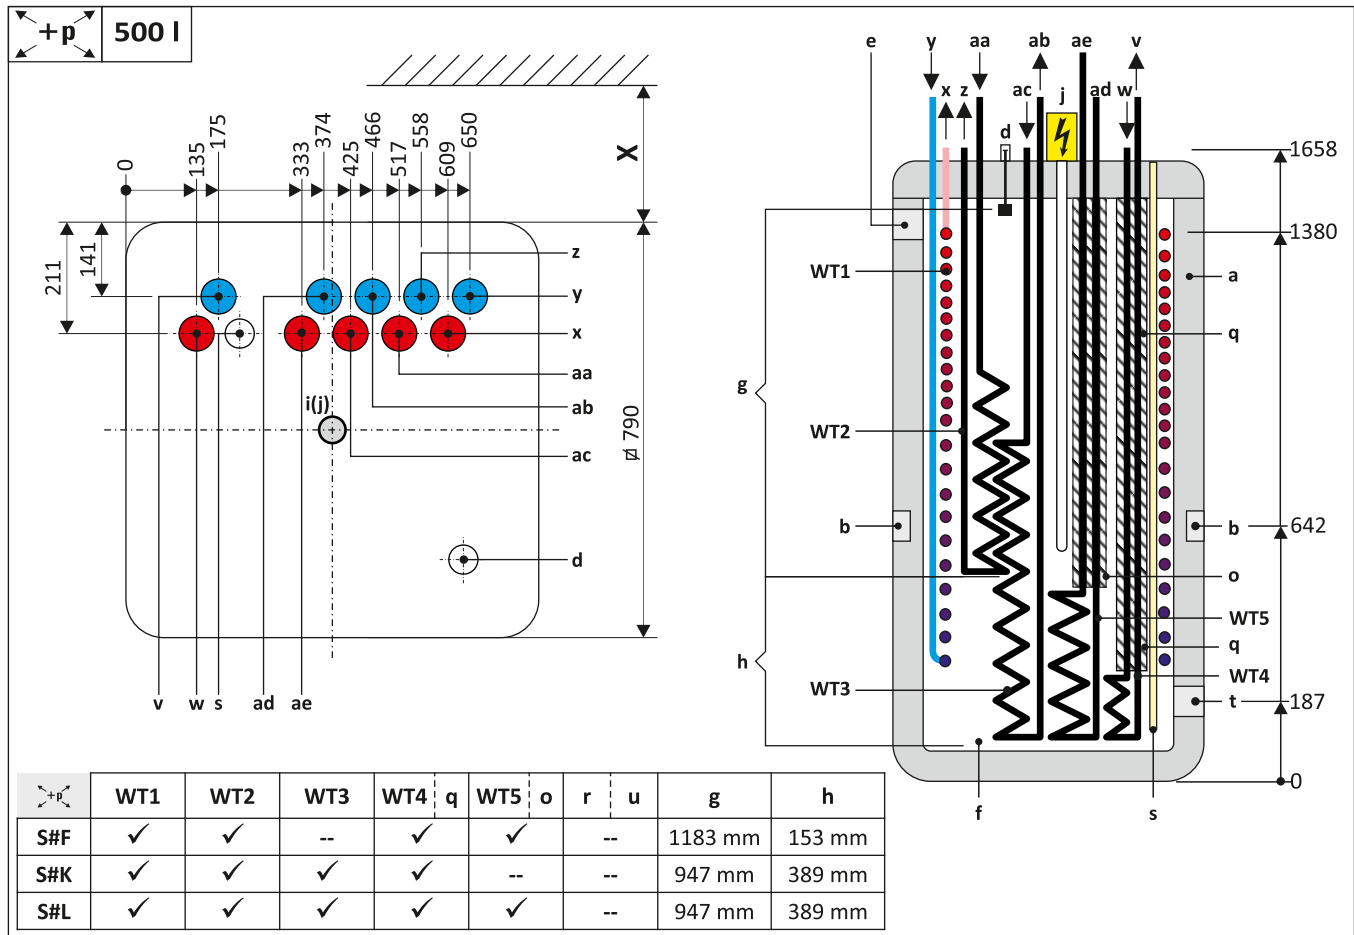 +p 500 l
0
135
175
333
374
425
466
517
558
609
650
X
211
141
z
y
x
aa
ab
ac
d
i(j)
790
v w s ad ae
e y aa ab ae v
x z ac ad w
d j
1658
1380
642
187
0
WT1
a
q
g
WT2
b
b
o
WT5
h
q
WT3
WT4
t
f
s
+p WT1 WT2 WT3 WT4 q WT5 o r u g h
S#F ✓ ✓ -- ✓ ✓ -- 1183 mm 153 mm
S#K ✓ ✓ ✓ ✓ -- -- 947 mm 389 mm
S#L ✓ ✓ ✓ ✓ ✓ -- 947 mm 389 mm